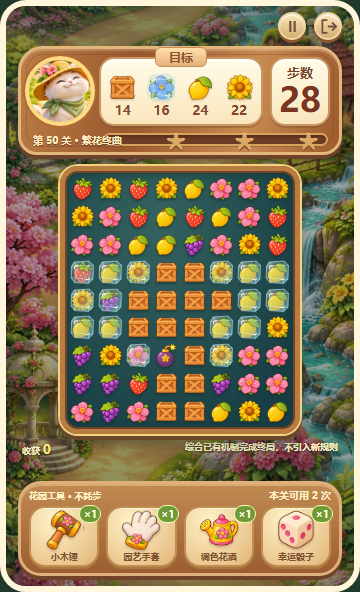 目标
14 16 24 22
步数
28
第 50 关 · 繁花终曲
收获 0
综合已有机制完成终局，不引入新规则
花园工具 · 不耗步
本关可用 2 次
×1 ×1 ×1 ×1
小木锤 园艺手套 调色花洒 幸运骰子